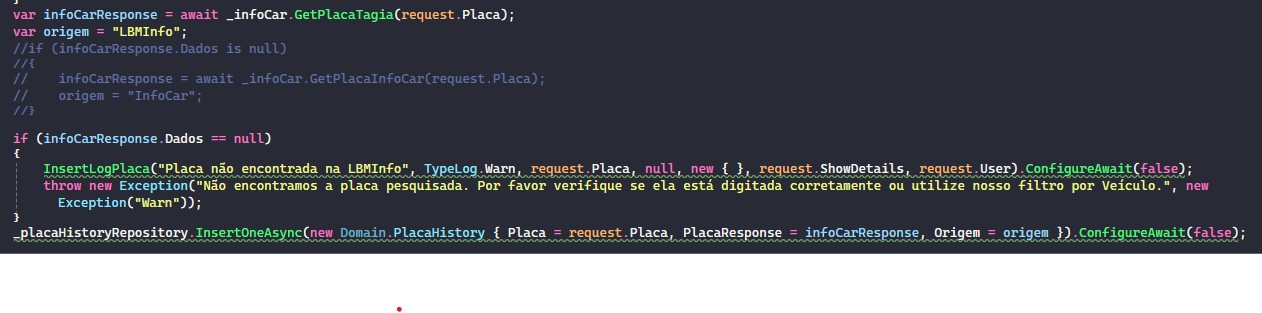 var infoCarResponse = await _infoCar.GetPlacaTagia(request.Placa);
var origem = "LBMInfo";
//if (infoCarResponse.Dados is null)
//{
//    infoCarResponse = await _infoCar.GetPlacaInfoCar(request.Placa);
//    origem = "InfoCar";
//}
if (infoCarResponse.Dados == null)
{
    InsertLogPlaca("Placa não encontrada na LBMInfo", TypeLog.Warn, request.Placa, null, new { }, request.ShowDetails, request.User).ConfigureAwait(false);
    throw new Exception("Não encontramos a placa pesquisada. Por favor verifique se ela está digitada corretamente ou utilize nosso filtro por Veículo.", new
      Exception("Warn"));
}
_placaHistoryRepository.InsertOneAsync(new Domain.PlacaHistory { Placa = request.Placa, PlacaResponse = infoCarResponse, Origem = origem }).ConfigureAwait(false);